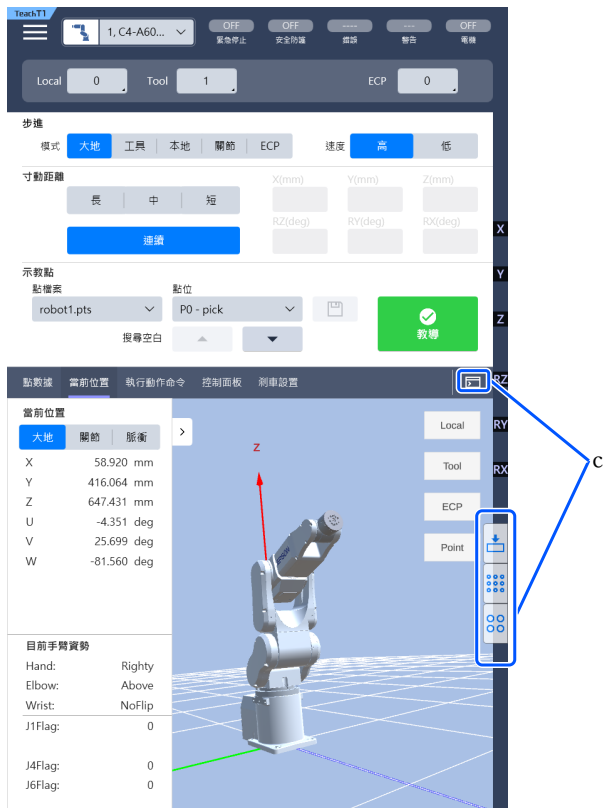 TeachT1
1, C4-A60...
OFF
緊急停止
OFF
安全防護
----
錯誤
---
警告
OFF
電機
Local 0 Tool 1 ECP 0
步進
模式 大地 工具 本地 關節 ECP 速度 高 低
寸動距離
長 中 短
連續
X(mm) Y(mm) Z(mm)
RZ(deg) RY(deg) RX(deg)
示教點
點檔案 點位
robot1.pts P0 - pick
搜尋空白
教導
X
Y
Z
RZ
RY
RX
點數據 當前位置 執行動作命令 控制面板 剎車設置
當前位置
大地 關節 脈衝
X 58.920 mm
Y 416.064 mm
Z 647.431 mm
U -4.351 deg
V 25.699 deg
W -81.560 deg
目前手臂資勢
Hand: Righty
Elbow: Above
Wrist: NoFlip
J1Flag: 0
J4Flag: 0
J6Flag: 0
Z
Local
Tool
ECP
Point
EPSON
c